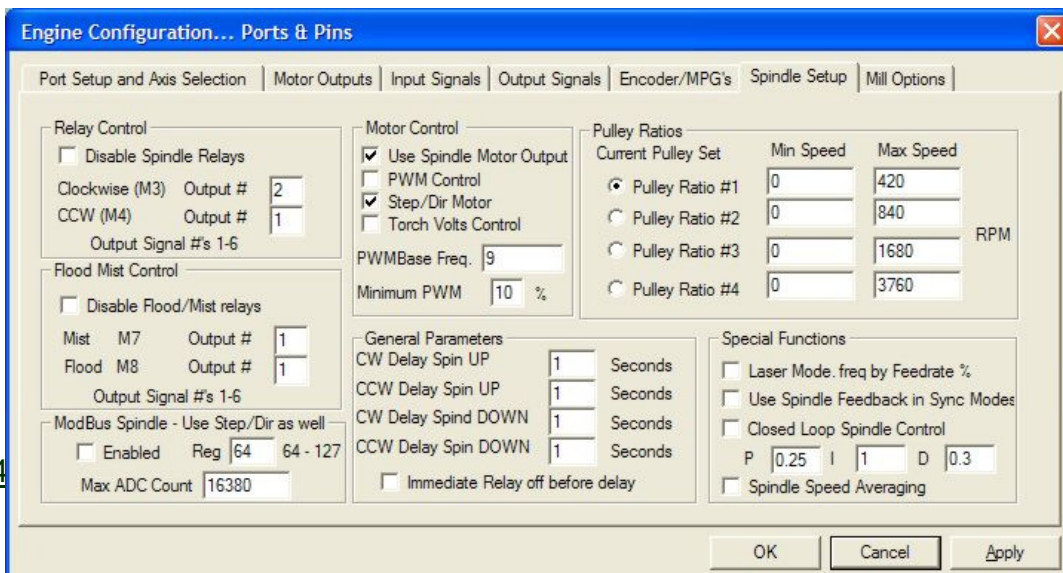 Engine Configuration... Ports & Pins
Port Setup and Axis Selection
Motor Outputs
Input Signals
Output Signals
Encoder/MPG's
Spindle Setup
Mill Options
Relay Control
Disable Spindle Relays
Clockwise (M3) Output # 2
CCW (M4) Output # 1
Output Signal #'s 1-6
Flood Mist Control
Disable Flood/Mist relays
Mist M7 Output # 1
Flood M8 Output # 1
Output Signal #'s 1-6
ModBus Spindle - Use Step/Dir as well
Enabled Reg 64 64 - 127
Max ADC Count 16380
4
Motor Control
Use Spindle Motor Output
PWM Control
Step/Dir Motor
Torch Volts Control
PWMBase Freq. 9
Minimum PWM 10 %
General Parameters
CW Delay Spin UP 1 Seconds
CCW Delay Spin UP 1 Seconds
CW Delay Spind DOWN 1 Seconds
CCW Delay Spin DOWN 1 Seconds
Immediate Relay off before delay
Pulley Ratios
Current Pulley Set Min Speed Max Speed
Pulley Ratio #1 0 420
Pulley Ratio #2 0 840
Pulley Ratio #3 0 1680
Pulley Ratio #4 0 3760
RPM
Special Functions
Laser Mode. freq by Feedrate %
Use Spindle Feedback in Sync Modes
Closed Loop Spindle Control
P 0.25 I 1 D 0.3
Spindle Speed Averaging
OK
Cancel
Apply